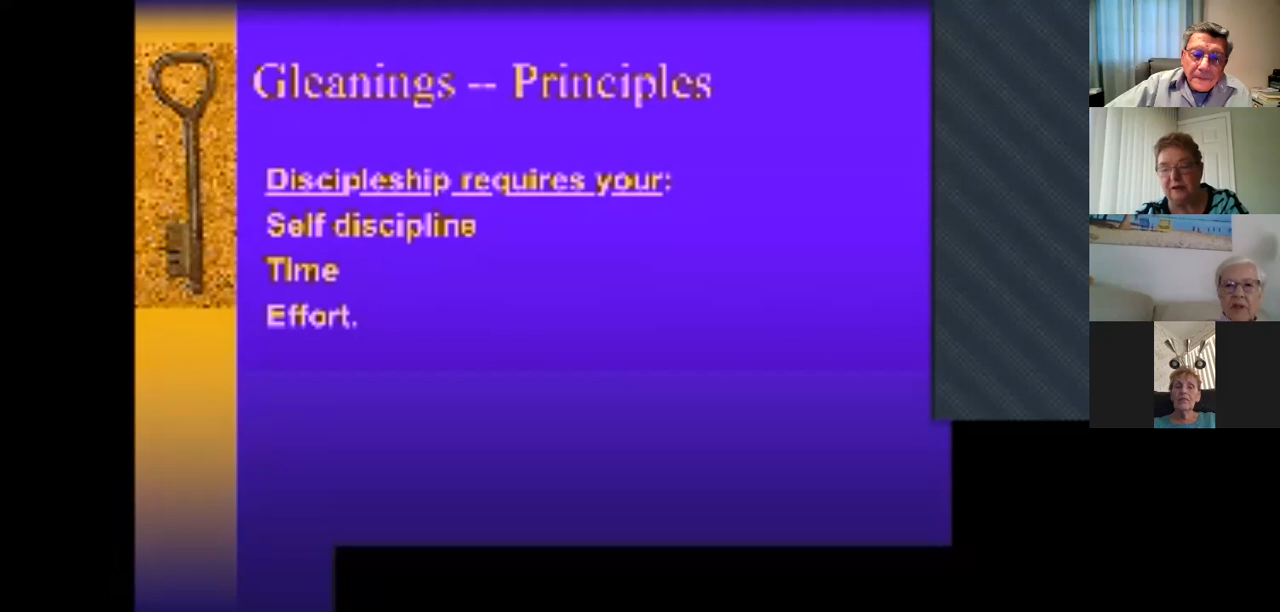 Gleanings -- Principles
Discipleship requires your:
Self discipline
Time
Effort.